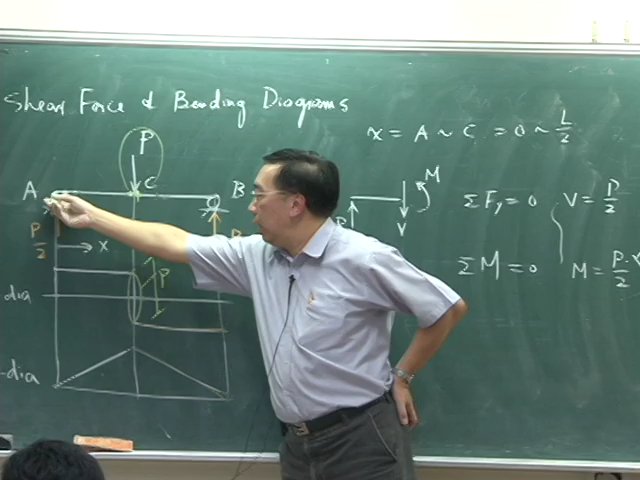 Shear Force & Bending Diagrams
x = A ~ C = 0 ~ L/2
P
A
C
B
M
ΣFy = 0
V = P/2
P/2
x
V
P
ΣM = 0
M = P·x/2
dia
-dia